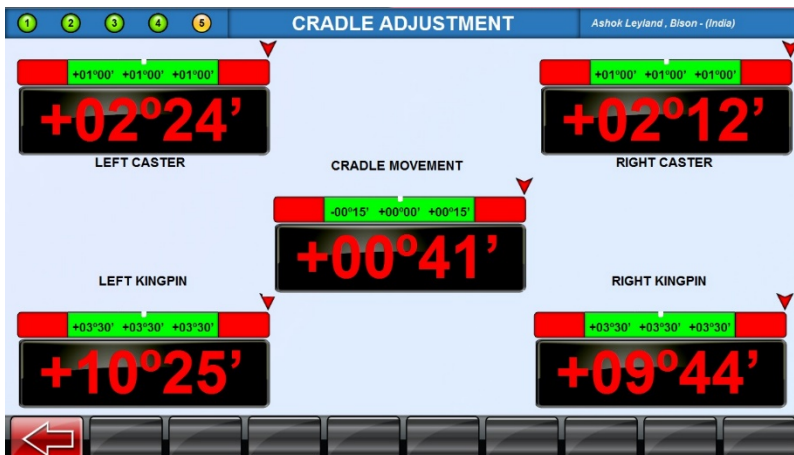 1 2 3 4 5 CRADLE ADJUSTMENT Ashok Leyland , Bison - (India)
+01º00' +01º00' +01º00'
+02º24’
LEFT CASTER
+01º00' +01º00' +01º00'
+02º12’
RIGHT CASTER
CRADLE MOVEMENT
-00º15' +00º00' +00º15'
+00º41’
LEFT KINGPIN
+03º30' +03º30' +03º30'
+10º25’
RIGHT KINGPIN
+03º30' +03º30' +03º30'
+09º44’